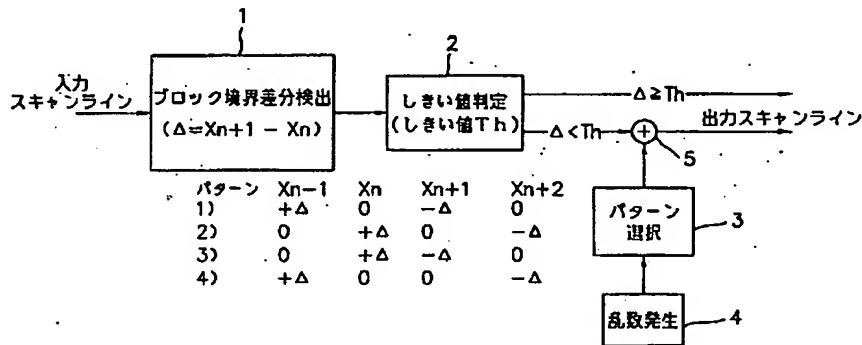 1
ブロック境界差分検出
(Δ=Xn+1 - Xn)
入力
スキャンライン
2
しきい値判定
(しきい値Th)
Δ≧Th
Δ<Th
+
5
出力スキャンライン
パターン
選択
3
乱数発生
4
パターン Xn-1 Xn Xn+1 Xn+2
1) +Δ 0 -Δ 0
2) 0 +Δ 0 -Δ
3) 0 +Δ -Δ 0
4) +Δ 0 0 -Δ